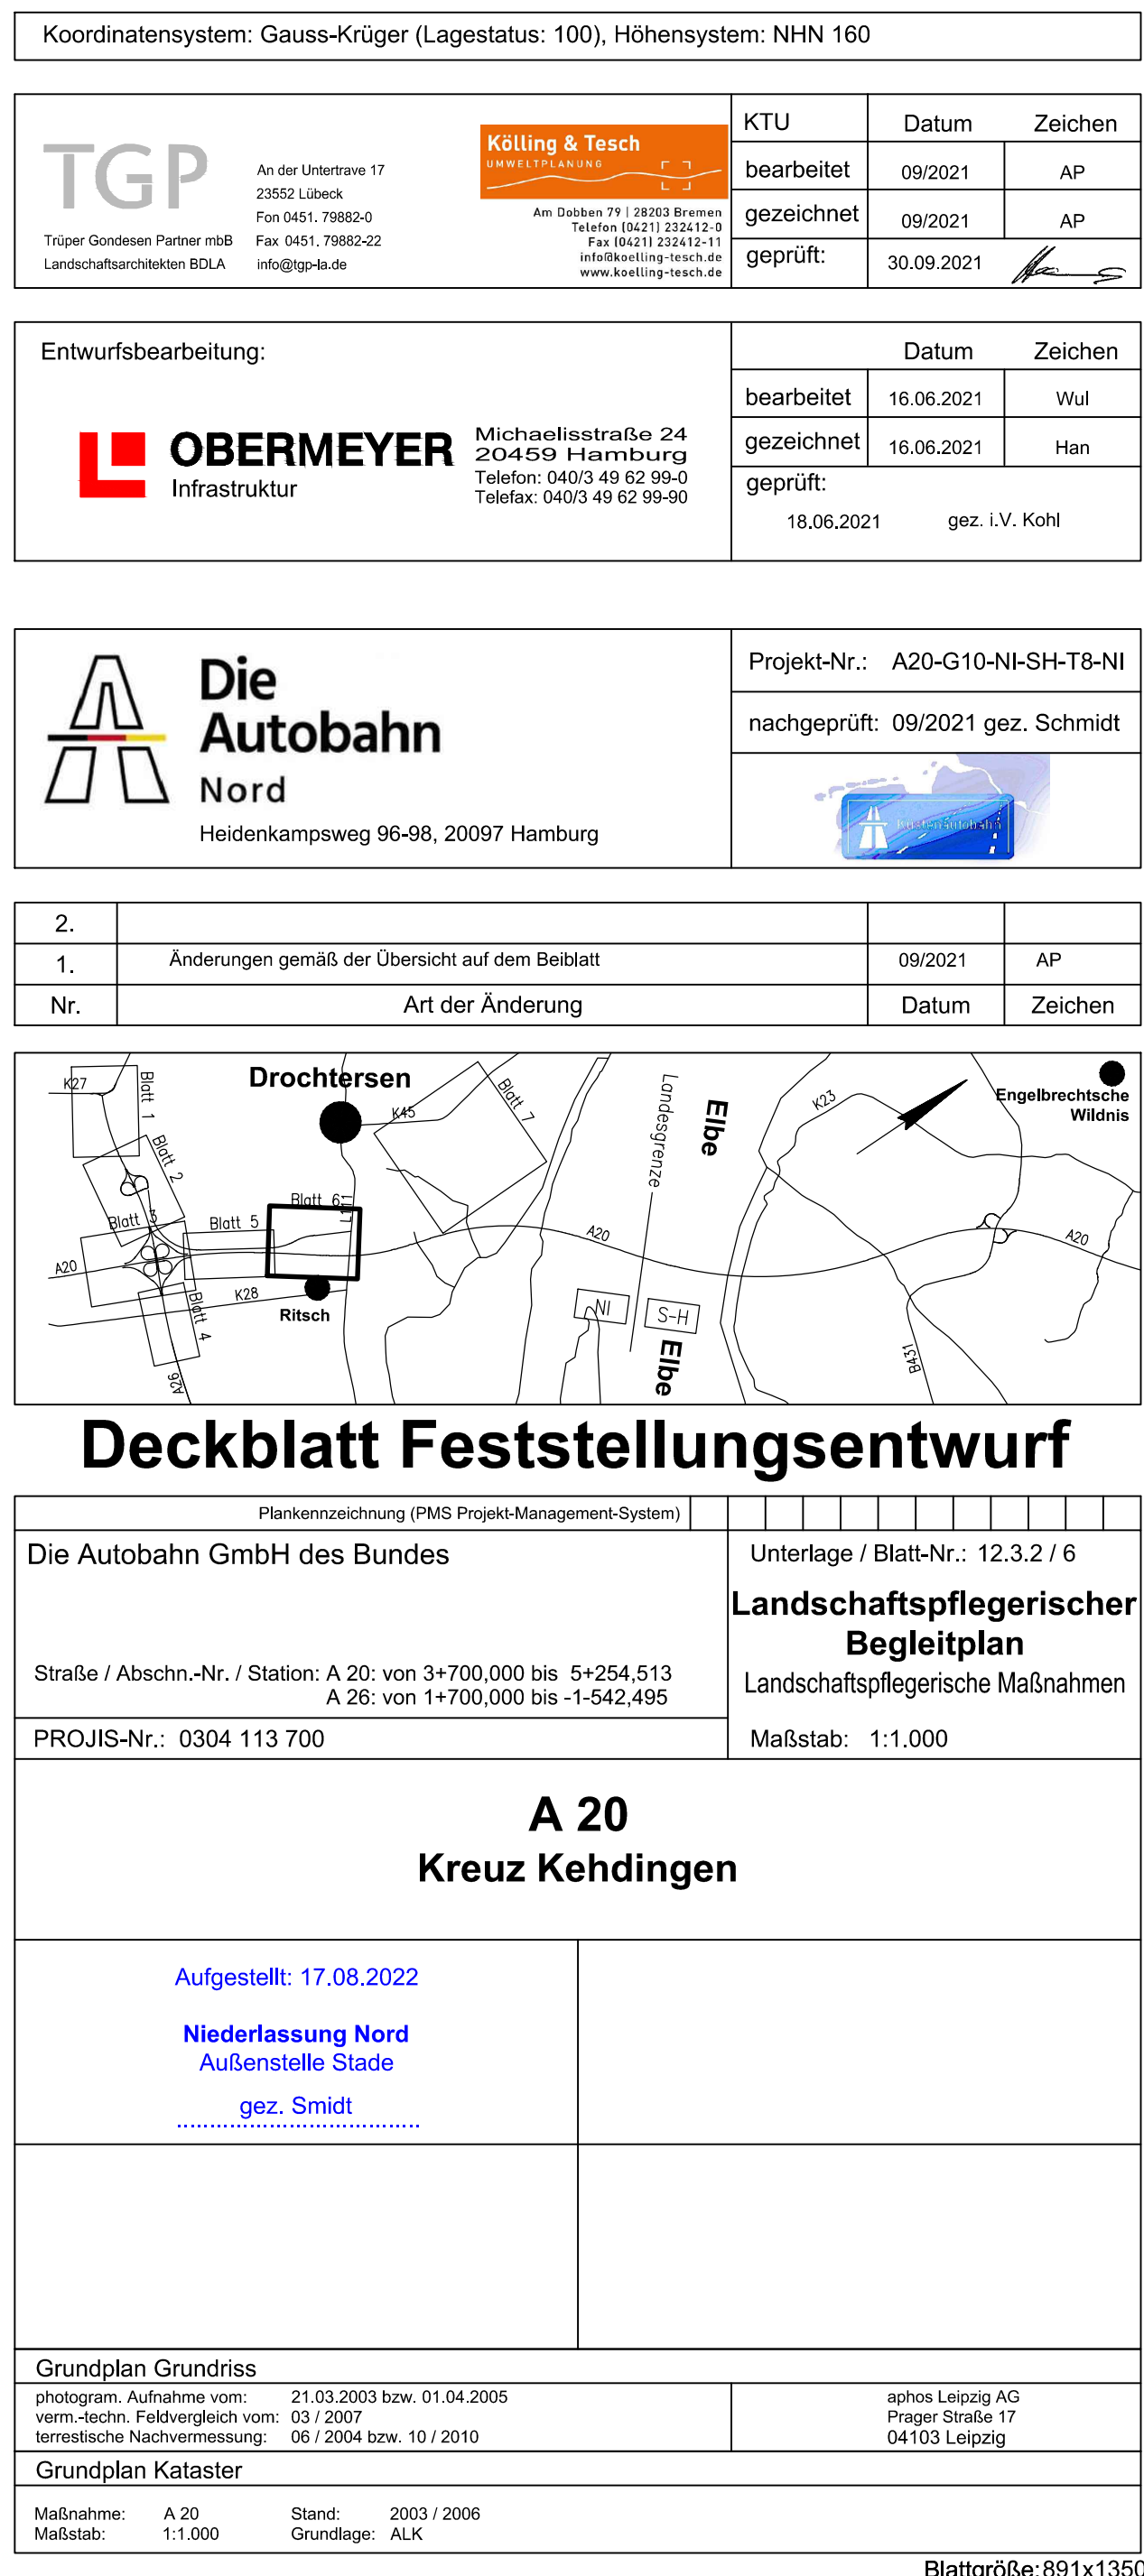 Koordinatensystem: Gauss-Krüger (Lagestatus: 100), Höhensystem: NHN 160
TGP
Trüper Gondesen Partner mbB
Landschaftsarchitekten BDLA
An der Untertrave 17
23552 Lübeck
Fon 0451. 79882-0
Fax 0451. 79882-22
info@tgp-la.de
Kölling & Tesch
UMWELTPLANUNG
Am Dobben 79 | 28203 Bremen
Telefon (0421) 232412-0
Fax (0421) 232412-11
info@koelling-tesch.de
www.koelling-tesch.de
KTU Datum Zeichen
bearbeitet 09/2021 AP
gezeichnet 09/2021 AP
geprüft: 30.09.2021
Entwurfsbearbeitung:
OBERMEYER
Infrastruktur
Michaelisstraße 24
20459 Hamburg
Telefon: 040/3 49 62 99-0
Telefax: 040/3 49 62 99-90
Datum Zeichen
bearbeitet 16.06.2021 Wul
gezeichnet 16.06.2021 Han
geprüft:
18.06.2021 gez. i.V. Kohl
Die
Autobahn
Nord
Heidenkampsweg 96-98, 20097 Hamburg
Projekt-Nr.: A20-G10-NI-SH-T8-NI
nachgeprüft: 09/2021 gez. Schmidt
Küstenautobahn
2.
1. Änderungen gemäß der Übersicht auf dem Beiblatt 09/2021 AP
Nr. Art der Änderung Datum Zeichen
K27
Blatt 1
Drochtersen
K45
Blatt 7
Landesgrenze
Elbe
K23
Engelbrechtsche
Wildnis
Blatt 2
Blatt 3
Blatt 5
Blatt 6
L111
A20
A20
A20
K28
Ritsch
Blatt 4
A26
NI
S-H
Elbe
B431
Deckblatt Feststellungsentwurf
Plankennzeichnung (PMS Projekt-Management-System)
Die Autobahn GmbH des Bundes
Unterlage / Blatt-Nr.: 12.3.2 / 6
Landschaftspflegerischer
Begleitplan
Landschaftspflegerische Maßnahmen
Straße / Abschn.-Nr. / Station: A 20: von 3+700,000 bis 5+254,513
A 26: von 1+700,000 bis -1-542,495
PROJIS-Nr.: 0304 113 700
Maßstab: 1:1.000
A 20
Kreuz Kehdingen
Aufgestellt: 17.08.2022
Niederlassung Nord
Außenstelle Stade
gez. Smidt
Grundplan Grundriss
photogram. Aufnahme vom: 21.03.2003 bzw. 01.04.2005
verm.-techn. Feldvergleich vom: 03 / 2007
terrestische Nachvermessung: 06 / 2004 bzw. 10 / 2010
aphos Leipzig AG
Prager Straße 17
04103 Leipzig
Grundplan Kataster
Maßnahme: A 20 Stand: 2003 / 2006
Maßstab: 1:1.000 Grundlage: ALK
Blattgröße: 891x1350